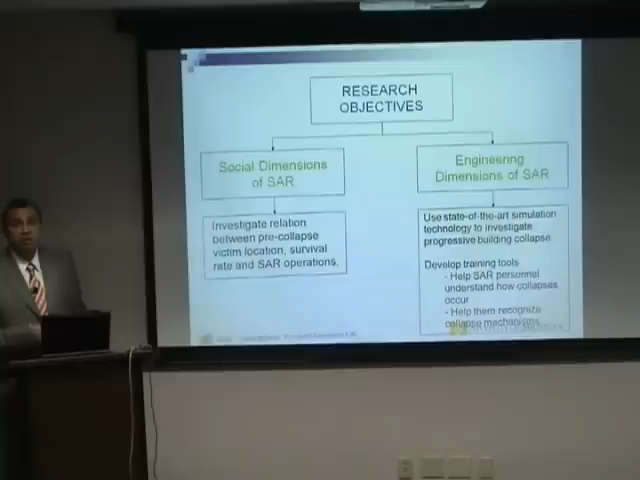 RESEARCH
OBJECTIVES
Social Dimensions
of SAR
Engineering
Dimensions of SAR
Investigate relation
between pre-collapse
victim location, survival
rate and SAR operations.
Use state-of-the-art simulation
technology to investigate
progressive building collapse.
Develop training tools
- Help SAR personnel
understand how collapses
occur
- Help them recognize
collapse mechanisms